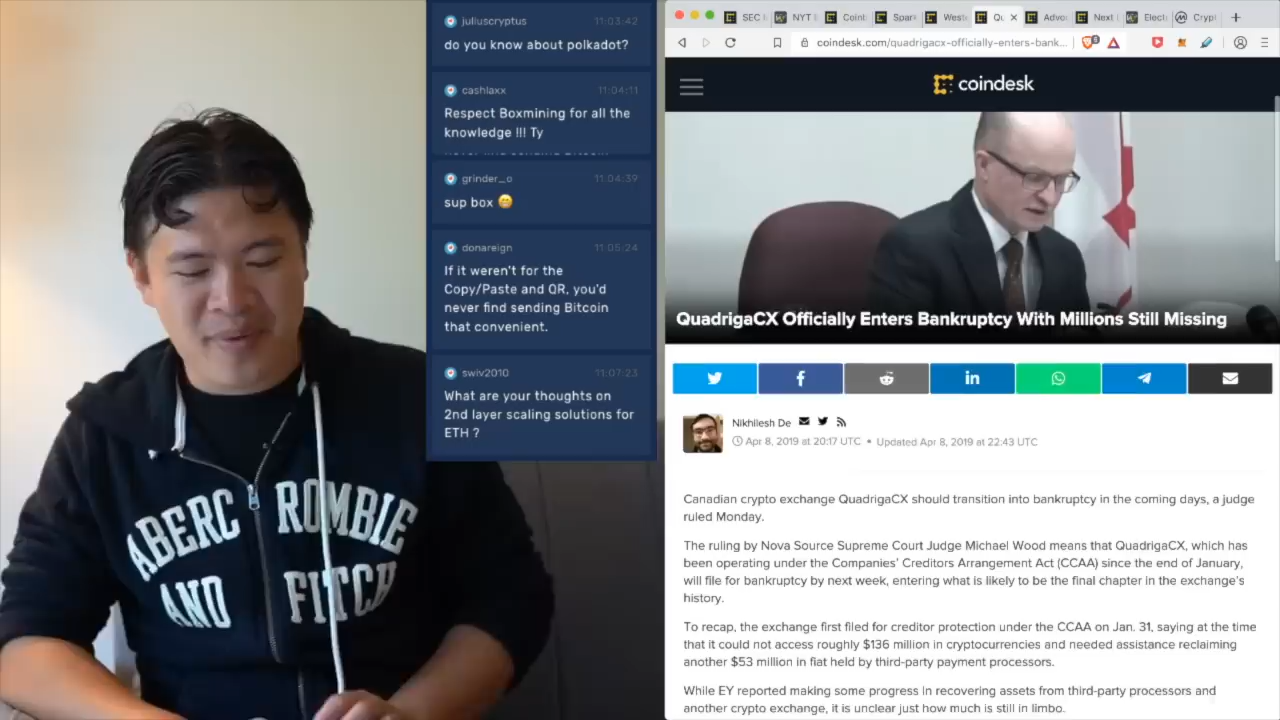 juliuscryptus 11:03:42
do you know about polkadot?
cashlaxx 11:04:11
Respect Boxmining for all the
knowledge !!! Ty
grinder_o 11:04:39
sup box 😁
donareign 11:05:24
If it weren't for the
Copy/Paste and QR, you'd
never find sending Bitcoin
that convenient.
swiv2010 11:07:23
What are your thoughts on
2nd layer scaling solutions for
ETH ?
ABERCROMBIE
AND FITCH
SEC NYT Coinb Spark West Qu Advo Next Elect Crypt
coindesk.com/quadrigacx-officially-enters-bank...
coindesk
QuadrigaCX Officially Enters Bankruptcy With Millions Still Missing
Nikhilesh De
Apr 8, 2019 at 20:17 UTC • Updated Apr 8, 2019 at 22:43 UTC
Canadian crypto exchange QuadrigaCX should transition into bankruptcy in the coming days, a judge
ruled Monday.
The ruling by Nova Source Supreme Court Judge Michael Wood means that QuadrigaCX, which has
been operating under the Companies' Creditors Arrangement Act (CCAA) since the end of January,
will file for bankruptcy by next week, entering what is likely to be the final chapter in the exchange's
history.
To recap, the exchange first filed for creditor protection under the CCAA on Jan. 31, saying at the time
that it could not access roughly $136 million in cryptocurrencies and needed assistance reclaiming
another $53 million in fiat held by third-party payment processors.
While EY reported making some progress in recovering assets from third-party processors and
another crypto exchange, it is unclear just how much is still in limbo.